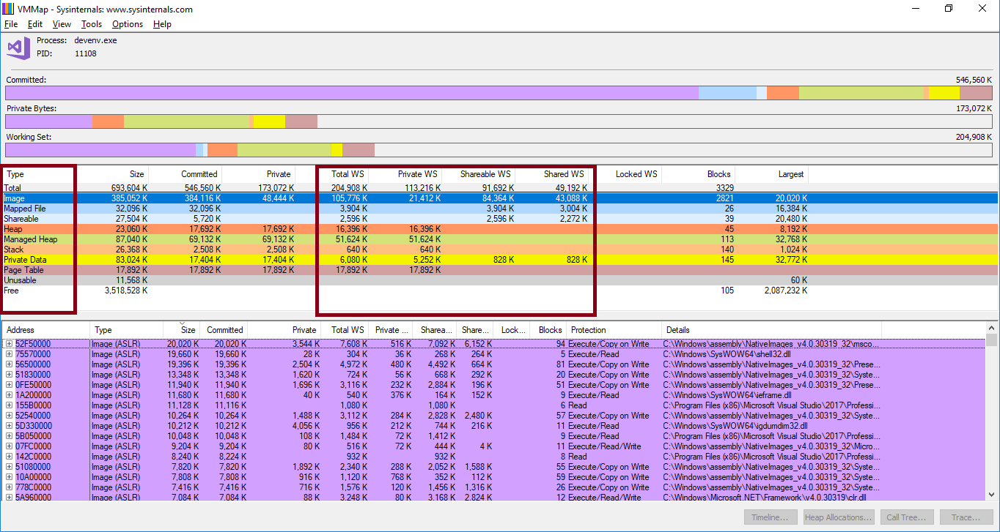 VMMap - Sysinternals: www.sysinternals.com
File Edit View Tools Options Help
Process: devenv.exe
PID: 11108
Committed: 546,560 K
Private Bytes: 173,072 K
Working Set: 204,908 K
Type Size Committed Private Total WS Private WS Shareable WS Shared WS Locked WS Blocks Largest
Total 693,604 K 546,560 K 173,072 K 204,908 K 113,216 K 91,692 K 49,192 K 3329
Image 385,052 K 384,116 K 48,444 K 105,776 K 21,412 K 84,364 K 43,088 K 2821 20,020 K
Mapped File 32,096 K 32,096 K 3,904 K 3,904 K 3,004 K 26 16,384 K
Shareable 27,504 K 5,720 K 2,596 K 2,596 K 2,272 K 39 20,480 K
Heap 23,060 K 17,692 K 17,692 K 16,396 K 16,396 K 45 8,192 K
Managed Heap 87,040 K 69,132 K 69,132 K 51,624 K 51,624 K 113 32,768 K
Stack 26,368 K 2,508 K 2,508 K 640 K 640 K 140 1,024 K
Private Data 83,024 K 17,404 K 17,404 K 6,080 K 5,252 K 828 K 828 K 145 32,772 K
Page Table 17,892 K 17,892 K 17,892 K 17,892 K 17,892 K
Unusable 11,568 K 60 K
Free 3,518,528 K 105 2,087,232 K
Address Type Size Committed Private Total WS Private ... Sharea... Share... Lock... Blocks Protection Details
52F50000 Image (ASLR) 20,020 K 20,020 K 3,544 K 7,608 K 516 K 7,092 K 6,152 K 94 Execute/Copy on Write C:\Windows\assembly\NativeImages_v4.0.30319_32\msco...
75570000 Image (ASLR) 19,660 K 19,660 K 28 K 304 K 36 K 268 K 264 K 5 Execute/Read C:\Windows\SysWOW64\shell32.dll
56500000 Image (ASLR) 19,396 K 19,396 K 2,504 K 4,972 K 480 K 4,492 K 664 K 81 Execute/Copy on Write C:\Windows\assembly\NativeImages_v4.0.30319_32\Prese...
51830000 Image (ASLR) 13,348 K 13,348 K 1,620 K 724 K 56 K 668 K 292 K 20 Execute/Copy on Write C:\Windows\assembly\NativeImages_v4.0.30319_32\Syste...
0FE50000 Image (ASLR) 11,940 K 11,940 K 1,696 K 3,116 K 232 K 2,884 K 196 K 51 Execute/Copy on Write C:\Windows\assembly\NativeImages_v4.0.30319_32\Prese...
1A200000 Image (ASLR) 11,680 K 11,680 K 40 K 540 K 376 K 164 K 152 K 9 Execute/Read C:\Windows\SysWOW64\ieframe.dll
155B0000 Image (ASLR) 11,128 K 11,116 K 1,080 K 1,080 K 6 Read C:\Program Files (x86)\Microsoft Visual Studio\2017\Professi...
52540000 Image (ASLR) 10,264 K 10,264 K 1,488 K 3,112 K 284 K 2,828 K 2,480 K 57 Execute/Copy on Write C:\Windows\assembly\NativeImages_v4.0.30319_32\Syste...
5D330000 Image (ASLR) 10,212 K 10,212 K 4,056 K 956 K 212 K 744 K 216 K 11 Execute/Read C:\Windows\SysWOW64\igdumdim32.dll
5B050000 Image (ASLR) 10,048 K 10,048 K 108 K 1,484 K 72 K 1,412 K 9 Execute/Read C:\Program Files (x86)\Microsoft Visual Studio\2017\Professi...
07FC0000 Image (ASLR) 9,204 K 9,204 K 80 K 516 K 72 K 444 K 4 K 11 Execute/Read/Write C:\Windows\assembly\NativeImages_v4.0.30319_32\Micro...
142C0000 Image (ASLR) 8,240 K 8,224 K 932 K 932 K 8 Read C:\Program Files (x86)\Microsoft Visual Studio\2017\Professi...
51080000 Image (ASLR) 7,820 K 7,820 K 1,892 K 2,340 K 288 K 2,052 K 1,588 K 55 Execute/Copy on Write C:\Windows\assembly\NativeImages_v4.0.30319_32\Syste...
10A00000 Image (ASLR) 7,808 K 7,808 K 916 K 1,120 K 768 K 352 K 112 K 59 Execute/Copy on Write C:\Windows\assembly\NativeImages_v4.0.30319_32\Syste...
778C0000 Image (ASLR) 7,416 K 7,416 K 716 K 1,576 K 120 K 1,456 K 1,316 K 26 Execute/Copy on Write C:\Windows\assembly\NativeImages_v4.0.30319_32\Syste...
5A960000 Image (ASLR) 7,084 K 7,084 K 88 K 3,248 K 80 K 3,168 K 2,824 K 12 Execute/Read/Write C:\Windows\Microsoft.NET\Framework\v4.0.30319\clr.dll
Timeline... Heap Allocations... Call Tree... Trace...